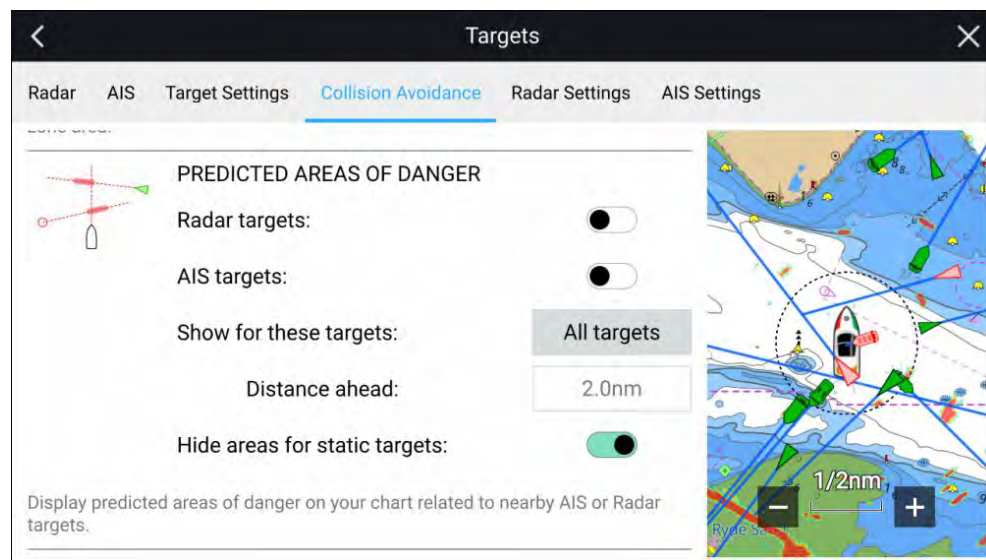 Targets
Radar AIS Target Settings Collision Avoidance Radar Settings AIS Settings
PREDICTED AREAS OF DANGER
Radar targets:
AIS targets:
Show for these targets: All targets
Distance ahead: 2.0nm
Hide areas for static targets:
Display predicted areas of danger on your chart related to nearby AIS or Radar
targets.
1/2nm